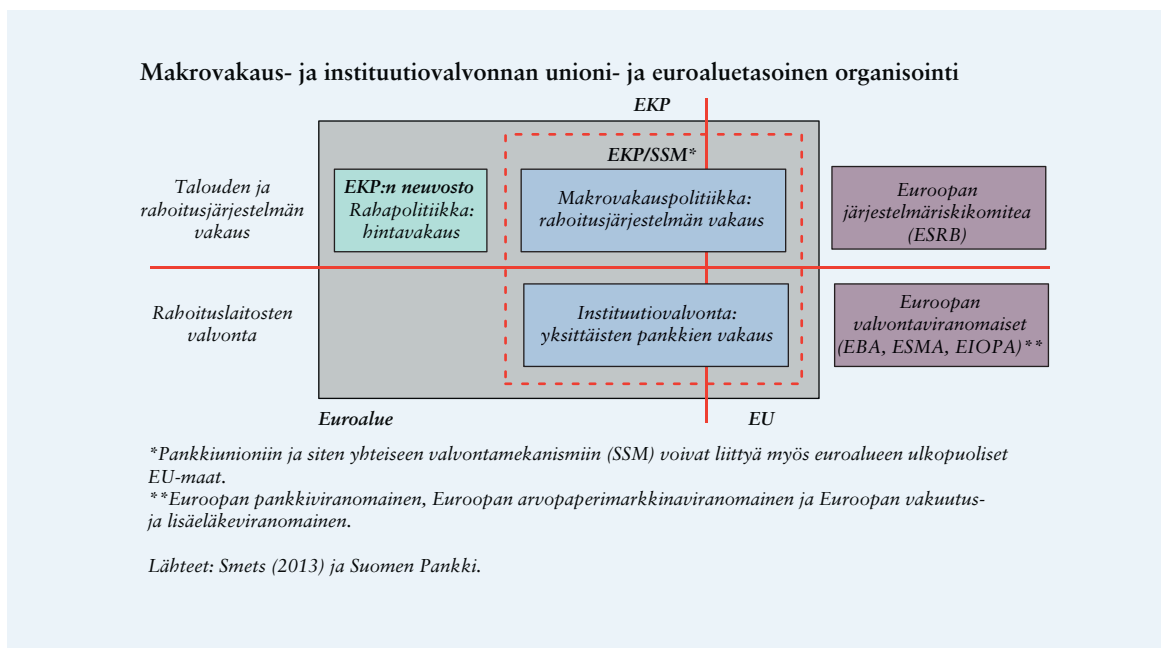 Makrovakaus- ja instituutiovalvonnan unioni- ja euroaluetasoinen organisointi
EKP
EKP/SSM*
Talouden ja
rahoitusjärjestelmän
vakaus
EKP:n neuvosto
Rahapolitiikka:
hintavakaus
Makrovakauspolitiikka:
rahoitusjärjestelmän vakaus
Euroopan
järjestelmäriskikomitea
(ESRB)
Rahoituslaitosten
valvonta
Instituutiovalvonta:
yksittäisten pankkien vakaus
Euroopan
valvontaviranomaiset
(EBA, ESMA, EIOPA)**
Euroalue
EU
*Pankkiunioniin ja siten yhteiseen valvontamekanismiin (SSM) voivat liittyä myös euroalueen ulkopuoliset
EU-maat.
**Euroopan pankkiviranomainen, Euroopan arvopaperimarkkinaviranomainen ja Euroopan vakuutus-
ja lisäeläkeviranomainen.
Lähteet: Smets (2013) ja Suomen Pankki.